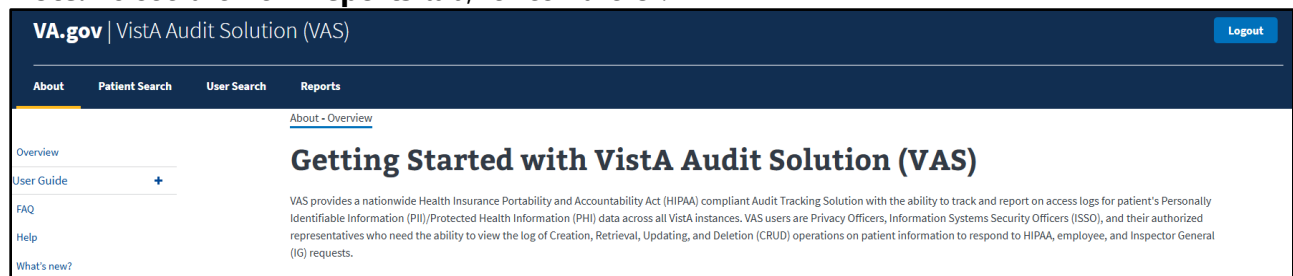 VA.gov | VistA Audit Solution (VAS)
Logout
About Patient Search User Search Reports
About - Overview
Overview
User Guide +
FAQ
Help
What's new?
Getting Started with VistA Audit Solution (VAS)
VAS provides a nationwide Health Insurance Portability and Accountability Act (HIPAA) compliant Audit Tracking Solution with the ability to track and report on access logs for patient's Personally
Identifiable Information (PII)/Protected Health Information (PHI) data across all VistA instances. VAS users are Privacy Officers, Information Systems Security Officers (ISSO), and their authorized
representatives who need the ability to view the log of Creation, Retrieval, Updating, and Deletion (CRUD) operations on patient information to respond to HIPAA, employee, and Inspector General
(IG) requests.